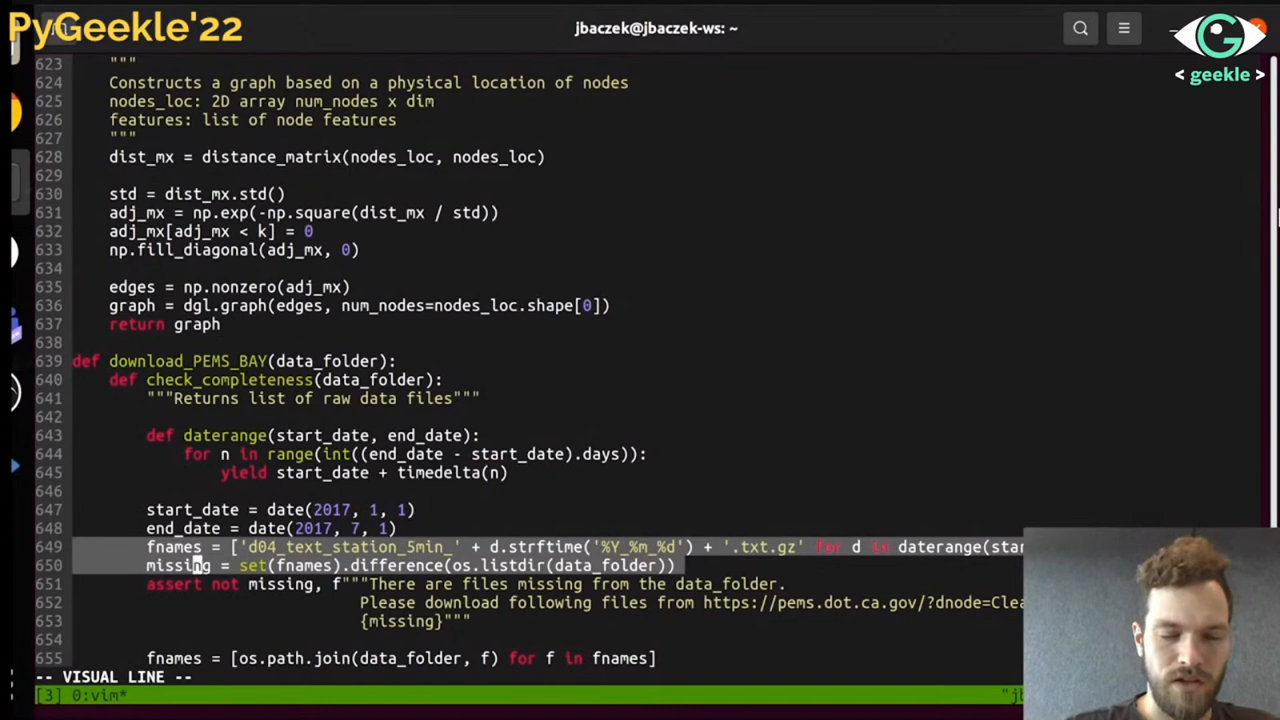 PyGeekle'22
jbaczek@jbaczek-ws: ~
< geekle >
623 """
624 Constructs a graph based on a physical location of nodes
625 nodes_loc: 2D array num_nodes x dim
626 features: list of node features
627 """
628 dist_mx = distance_matrix(nodes_loc, nodes_loc)
629
630 std = dist_mx.std()
631 adj_mx = np.exp(-np.square(dist_mx / std))
632 adj_mx[adj_mx < k] = 0
633 np.fill_diagonal(adj_mx, 0)
634
635 edges = np.nonzero(adj_mx)
636 graph = dgl.graph(edges, num_nodes=nodes_loc.shape[0])
637 return graph
638
639 def download_PEMS_BAY(data_folder):
640 def check_completeness(data_folder):
641 """Returns list of raw data files"""
642
643 def daterange(start_date, end_date):
644 for n in range(int((end_date - start_date).days)):
645 yield start_date + timedelta(n)
646
647 start_date = date(2017, 1, 1)
648 end_date = date(2017, 7, 1)
649 fnames = ['d04_text_station_5min_' + d.strftime('%Y_%m_%d') + '.txt.gz' for d in daterange(star
650 missing = set(fnames).difference(os.listdir(data_folder))
651 assert not missing, f"""There are files missing from the data_folder.
652 Please download following files from https://pems.dot.ca.gov/?dnode=Clea
653 {missing}"""
654
655 fnames = [os.path.join(data_folder, f) for f in fnames]
-- VISUAL LINE --
[3] 0:vim* "jb